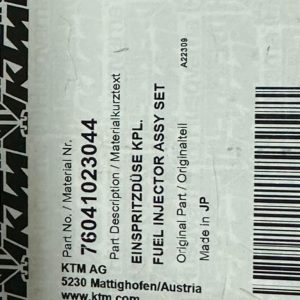 Part No./ Material Nr.
76041023044
Part Description / Materialkurztext
EINSPRITZDÜSE KPL.
FUEL INJECTOR ASSY SET
Original Part / Originalteil
Made in JP
A22309
KTM AG
5230 Mattighofen/Austria
www.ktm.com
KTM